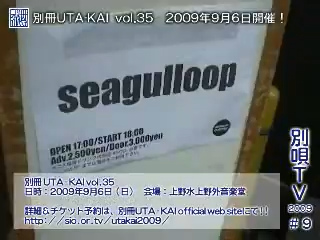 別冊UTA-KAI vol.35 2009年9月6日開催！
seagulloop
OPEN 17:00/START 18:00
Adv.2,500yen/Door.3,000yen
別冊UTA-KAI vol.35
日時：2009年9月6日（日） 会場：上野水上野外音楽堂
詳細&チケット予約は、別冊UTA-KAI official web siteにて!!
http://sio.or.tv/utakai2009/
別唄TV
2009
#9